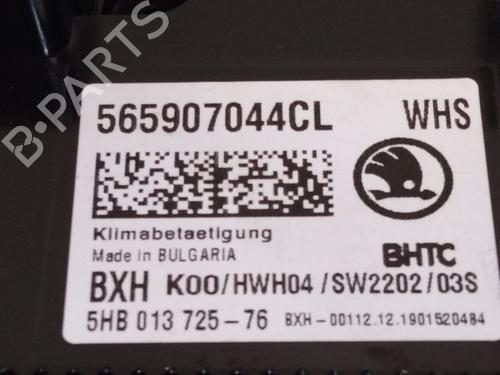 565907044CL WHS
Klimabetaetigung
Made in BULGARIA BHTC
BXH K00/HWH04/SW2202/03S
5HB 013 725-76 BXH-00112.12.1901520484
B-PARTS